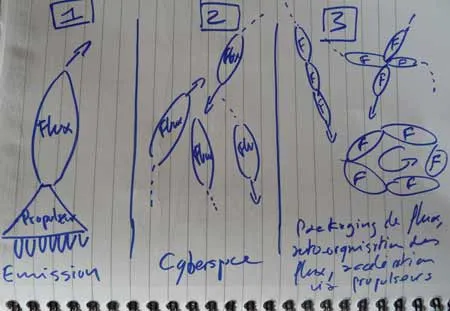 1
Flux
Propulseur
Emission
2
Flux
Flux
Flux
Flux
Cyberspce
3
F
F
F
F
F
F
F
F
F
F
F
F
Packaging de flux,
auto-organisation des
flux, accélération
via propulseurs